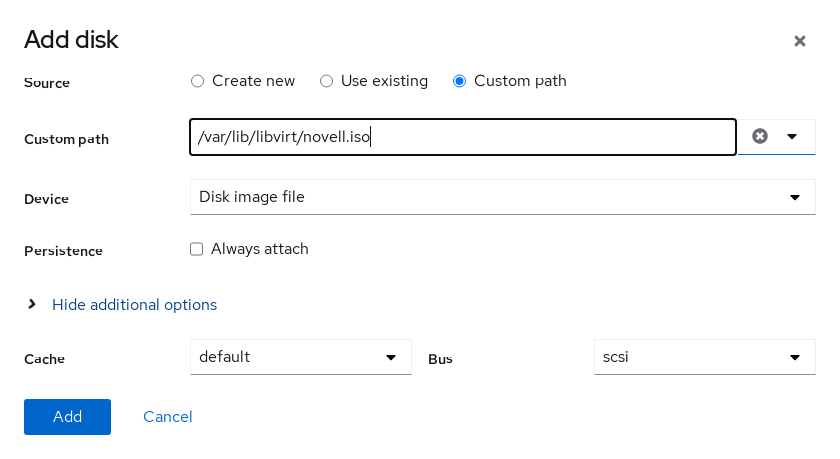 Add disk
Source Create new Use existing Custom path
Custom path /var/lib/libvirt/novell.iso
Device Disk image file
Persistence Always attach
Hide additional options
Cache default Bus scsi
Add Cancel